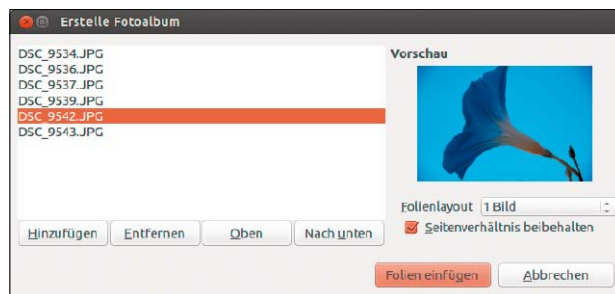 Erstelle Fotoalbum
DSC_9534.JPG
DSC_9536.JPG
DSC_9537.JPG
DSC_9539.JPG
DSC_9542.JPG
DSC_9543.JPG
Vorschau
Folienlayout 1 Bild
Seitenverhältnis beibehalten
Hinzufügen Entfernen Oben Nach unten
Folien einfügen Abbrechen